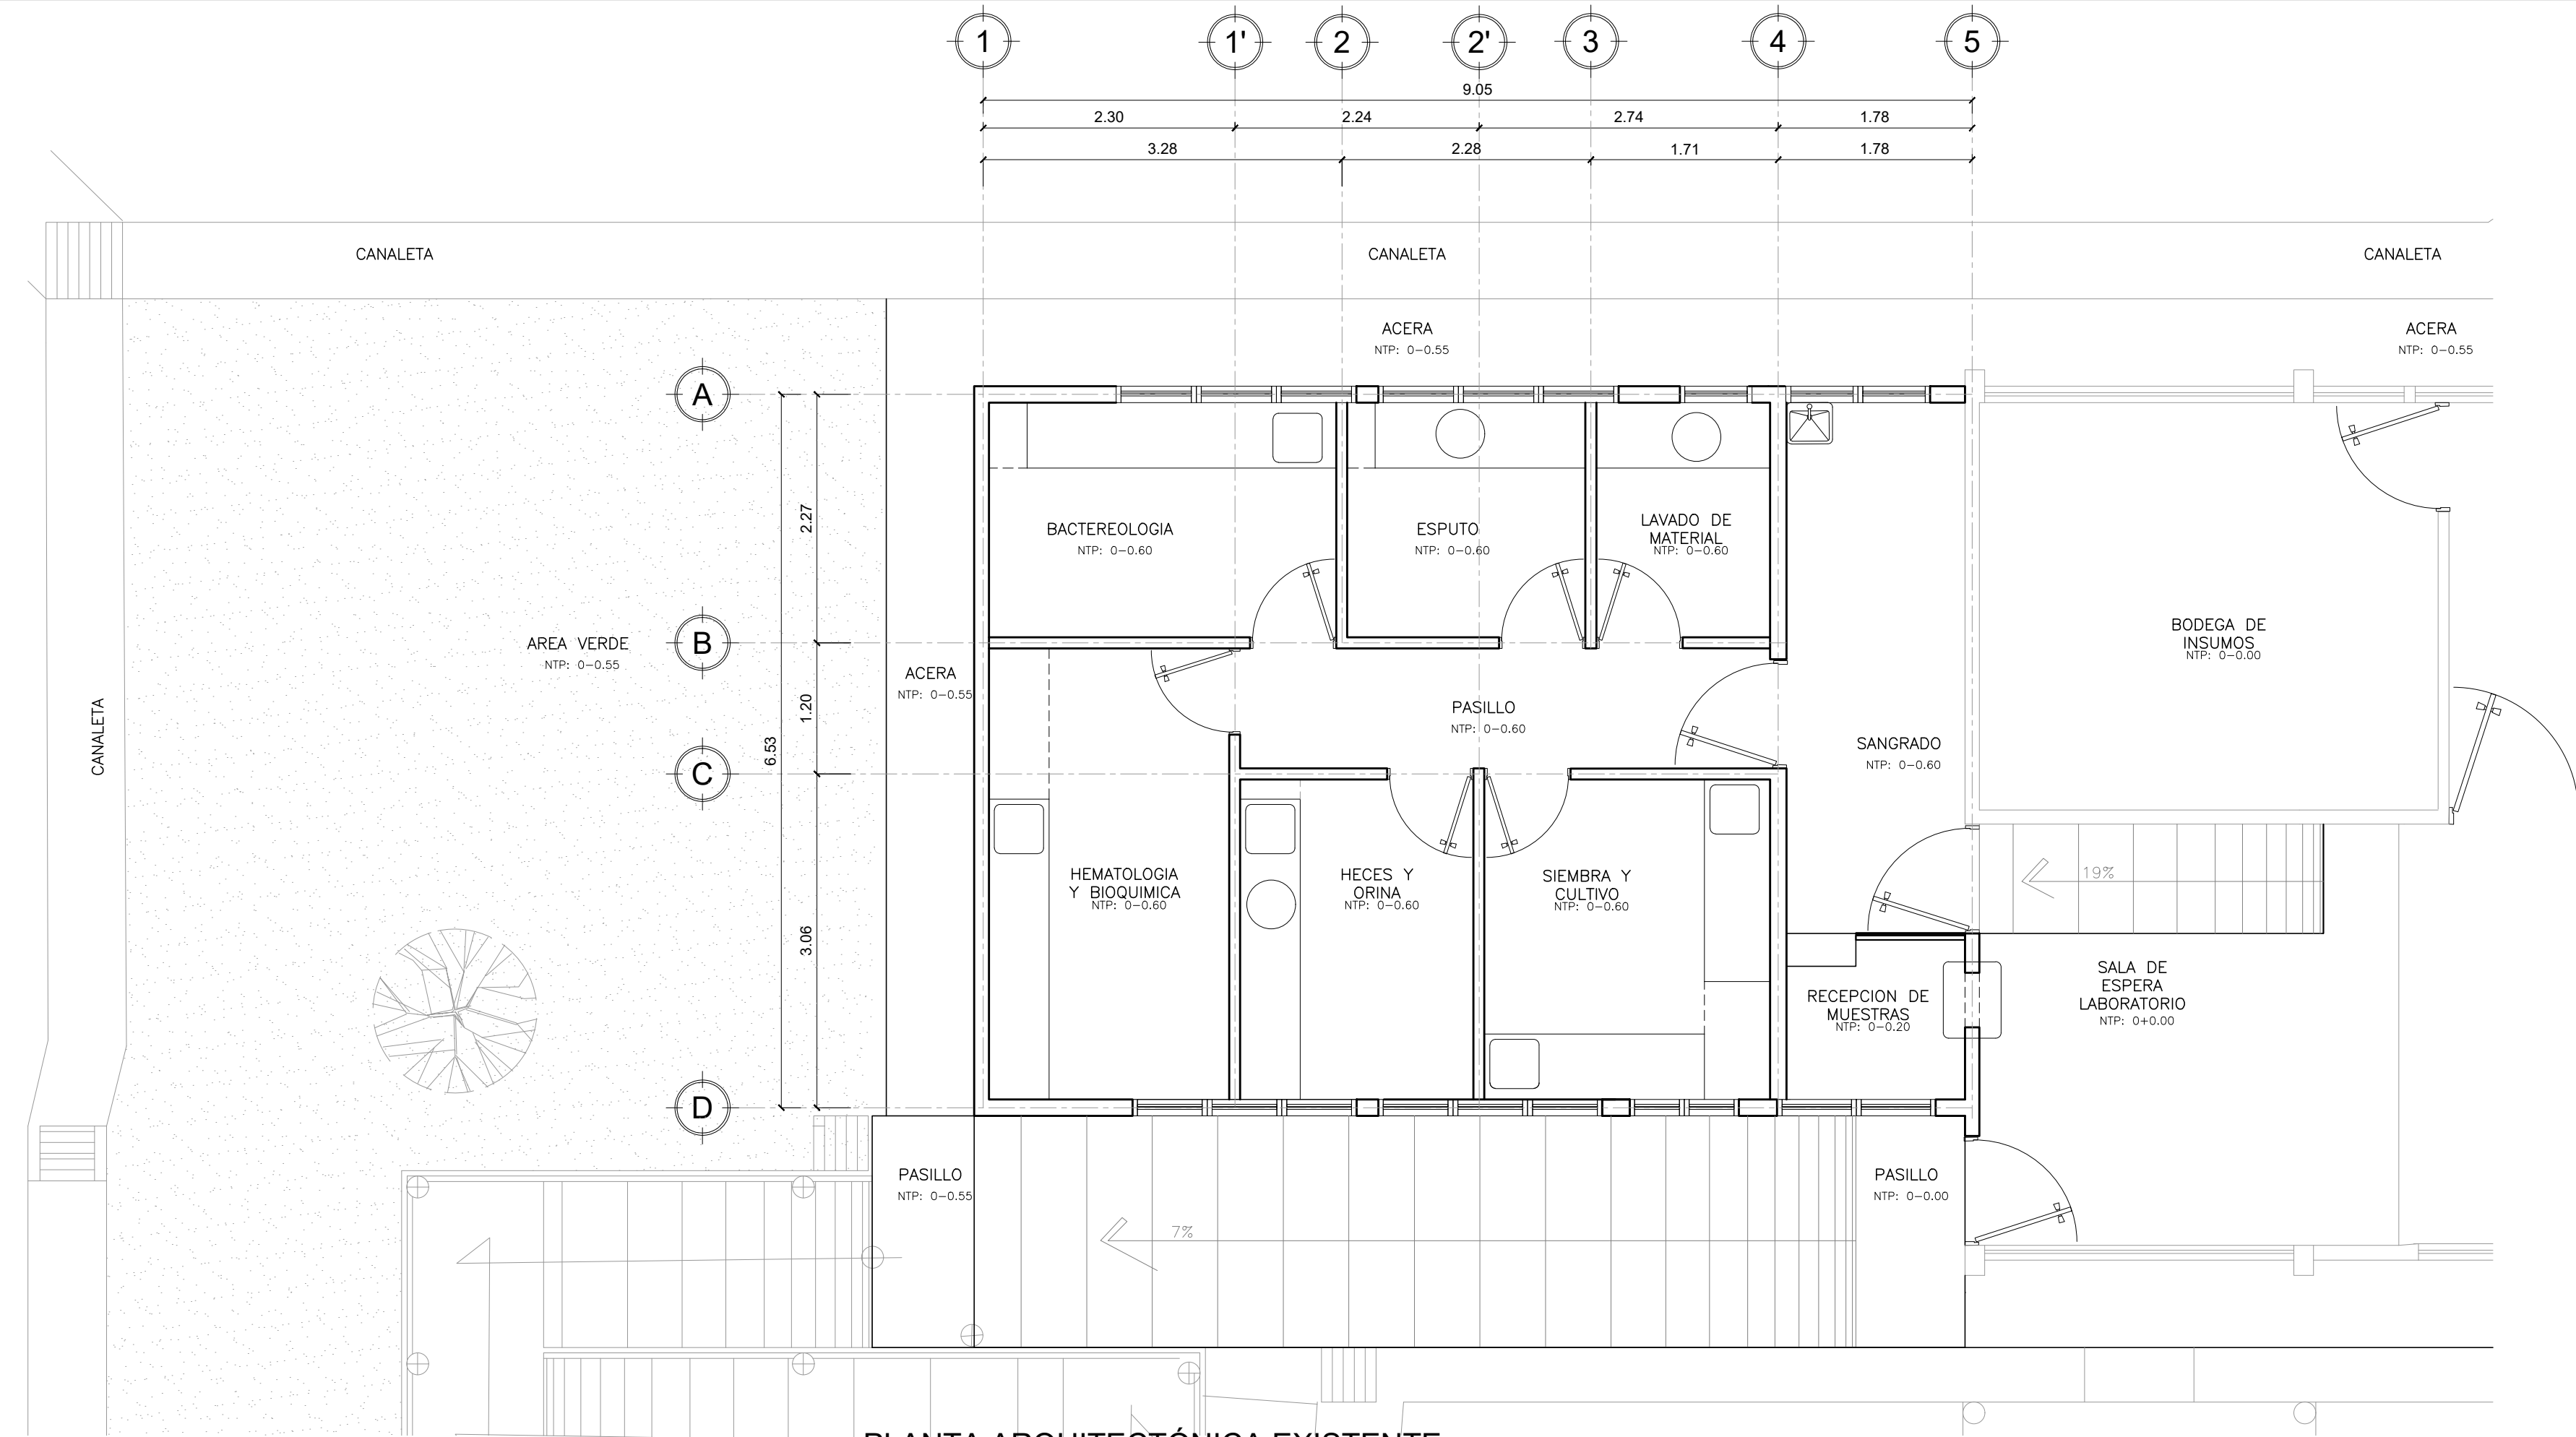 1
1'
2
2'
3
4
5
9.05
2.30
2.24
2.74
1.78
3.28
2.28
1.71
1.78
CANALETA
CANALETA
CANALETA
ACERA
NTP: 0-0.55
ACERA
NTP: 0-0.55
A
2.27
BACTEREOLOGIA
NTP: 0-0.60
ESPUTO
NTP: 0-0.60
LAVADO DE
MATERIAL
NTP: 0-0.60
BODEGA DE
INSUMOS
NTP: 0-0.00
AREA VERDE
NTP: 0-0.55
B
ACERA
NTP: 0-0.55
CANALETA
6.53
1.20
PASILLO
NTP: 0-0.60
SANGRADO
NTP: 0-0.60
C
HEMATOLOGIA
Y BIOQUIMICA
NTP: 0-0.60
HECES Y
ORINA
NTP: 0-0.60
SIEMBRA Y
CULTIVO
NTP: 0-0.60
19%
3.06
RECEPCION DE
MUESTRAS
NTP: 0-0.20
SALA DE
ESPERA
LABORATORIO
NTP: 0+0.00
D
PASILLO
NTP: 0-0.55
7%
PASILLO
NTP: 0-0.00
PLANTA ARQUITECTÓNICA EXISTENTE